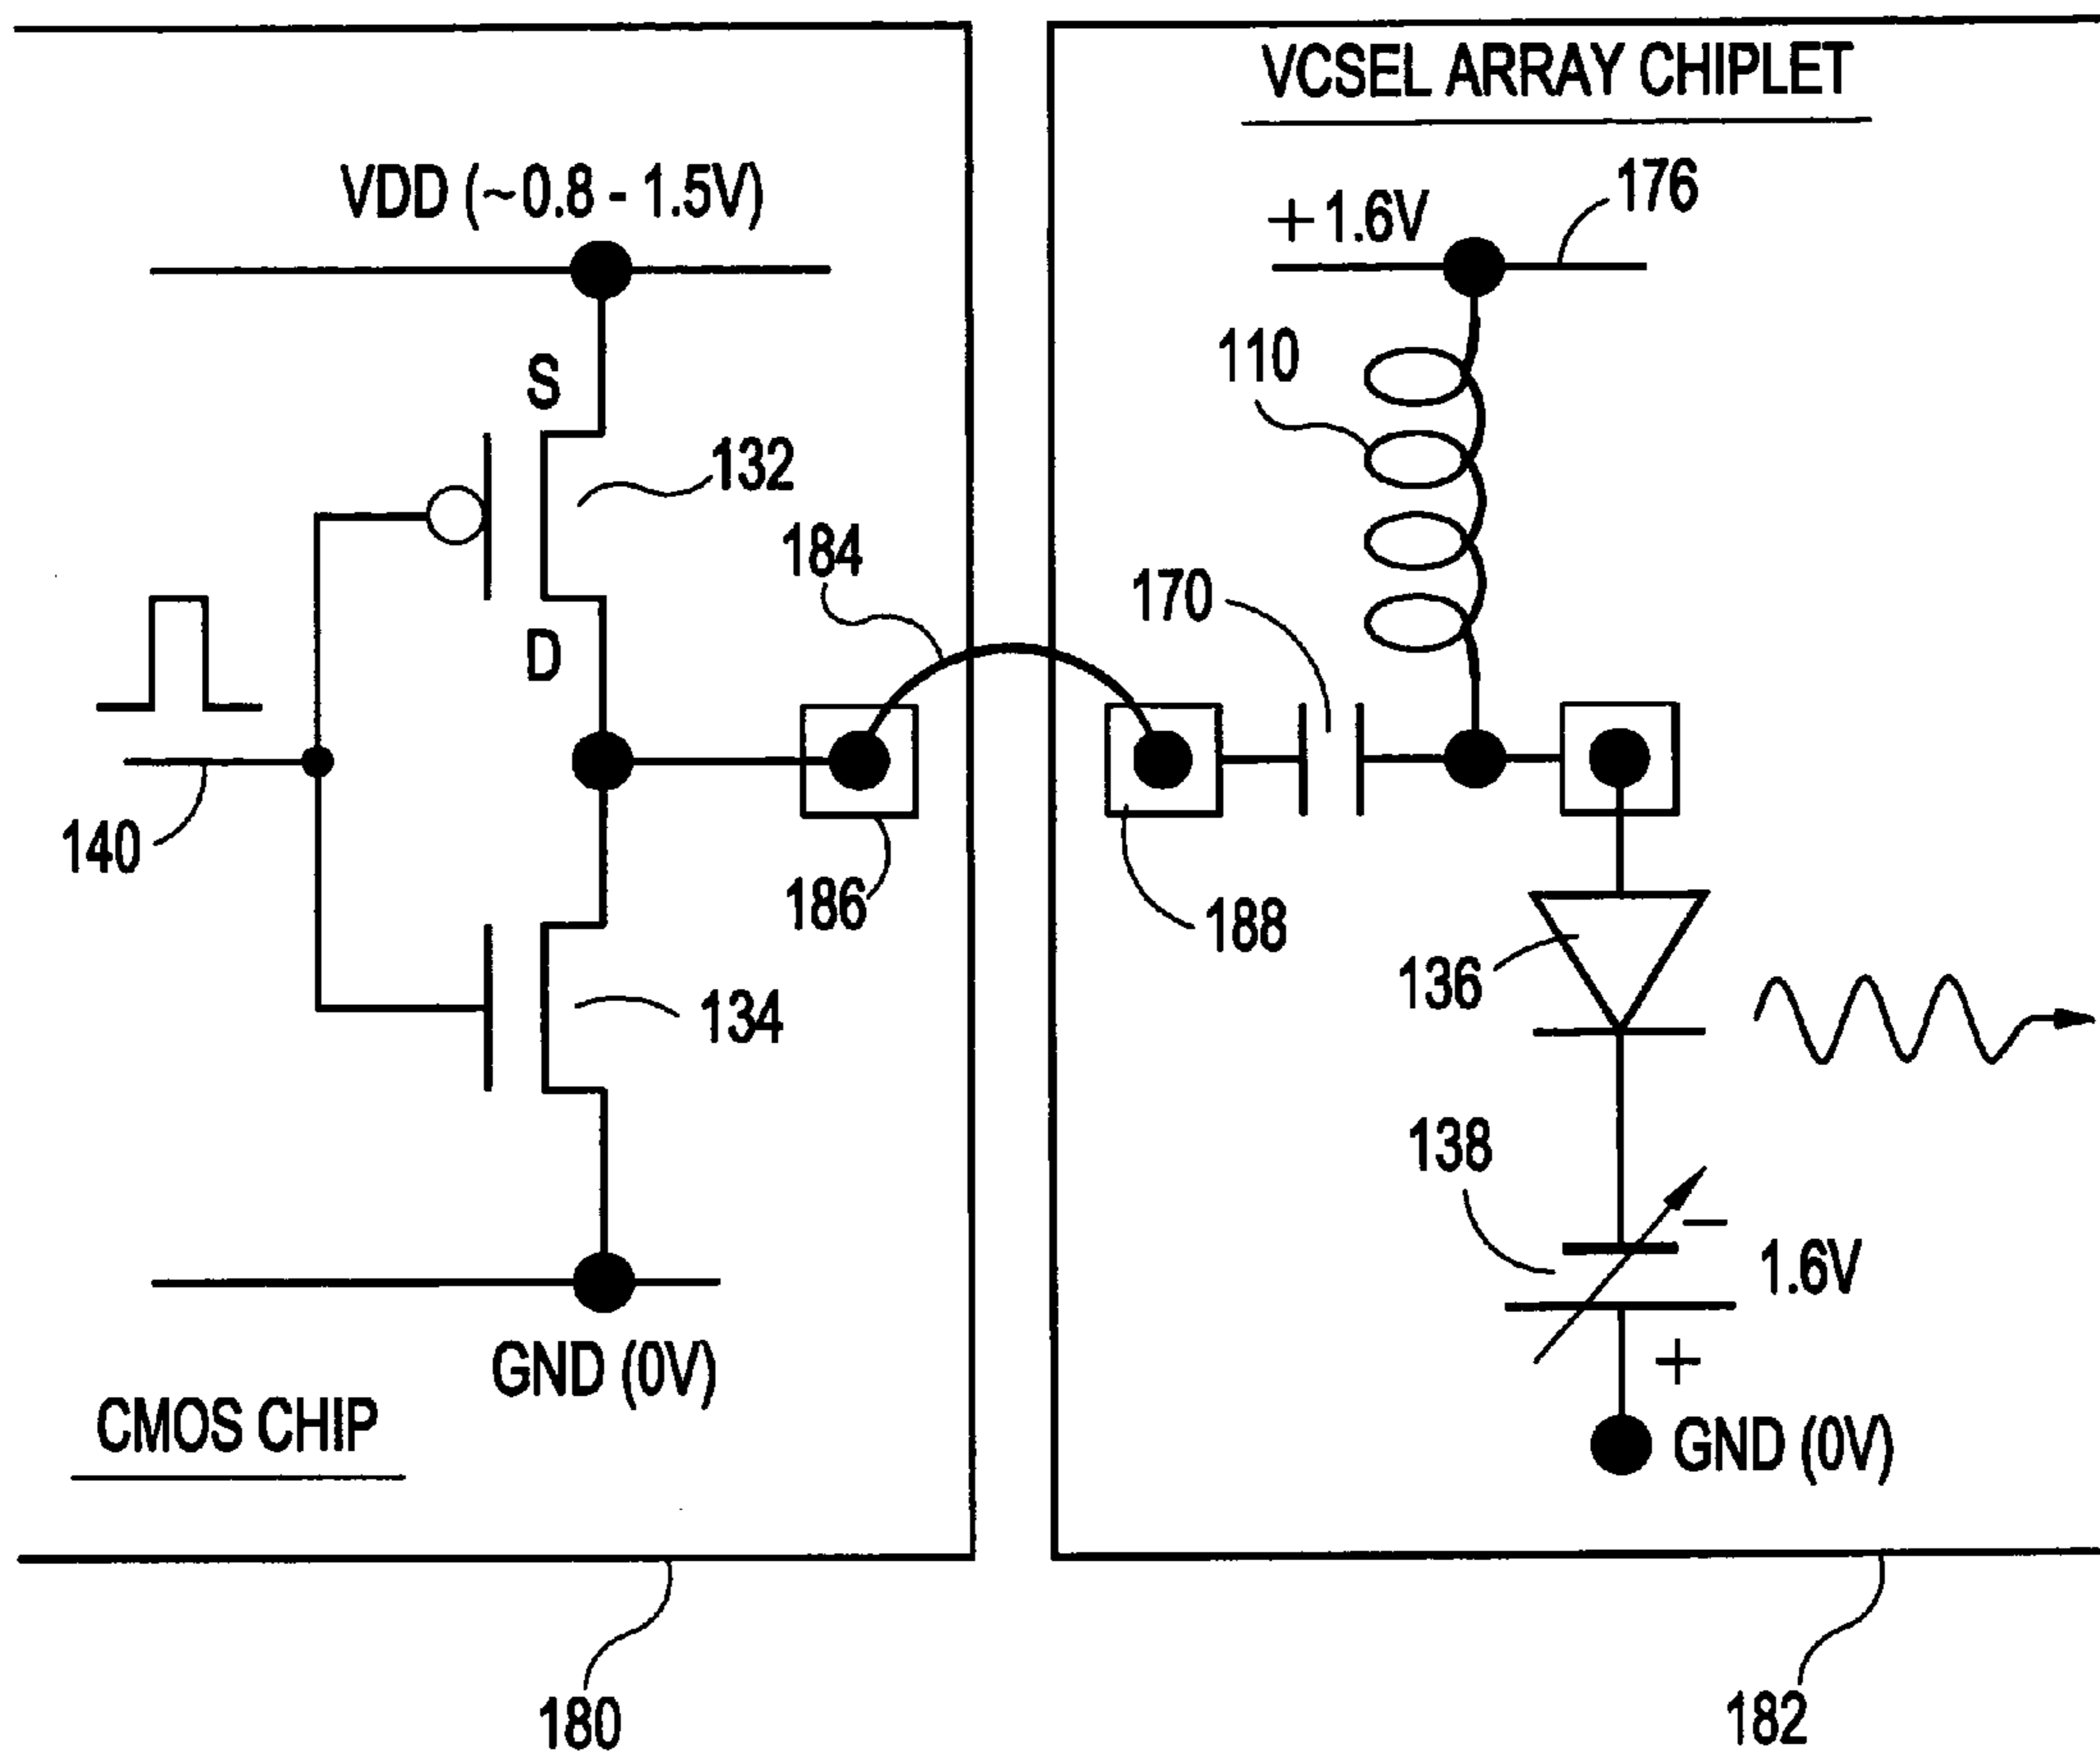 VCSEL ARRAY CHIPLET
VDD (~0.8 - 1.5V)
+1.6V
176
S
110
132
184
170
D
140
186
188
136
134
138
1.6V
−
+
GND (0V)
CMOS CHIP
GND (0V)
180
182